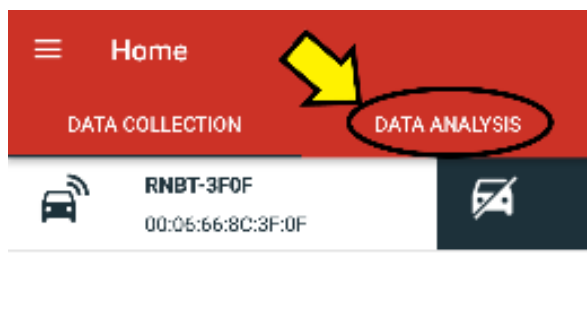 Home
DATA COLLECTION
DATA ANALYSIS
RNBT-3F0F
00:06:66:8C:3F:0F